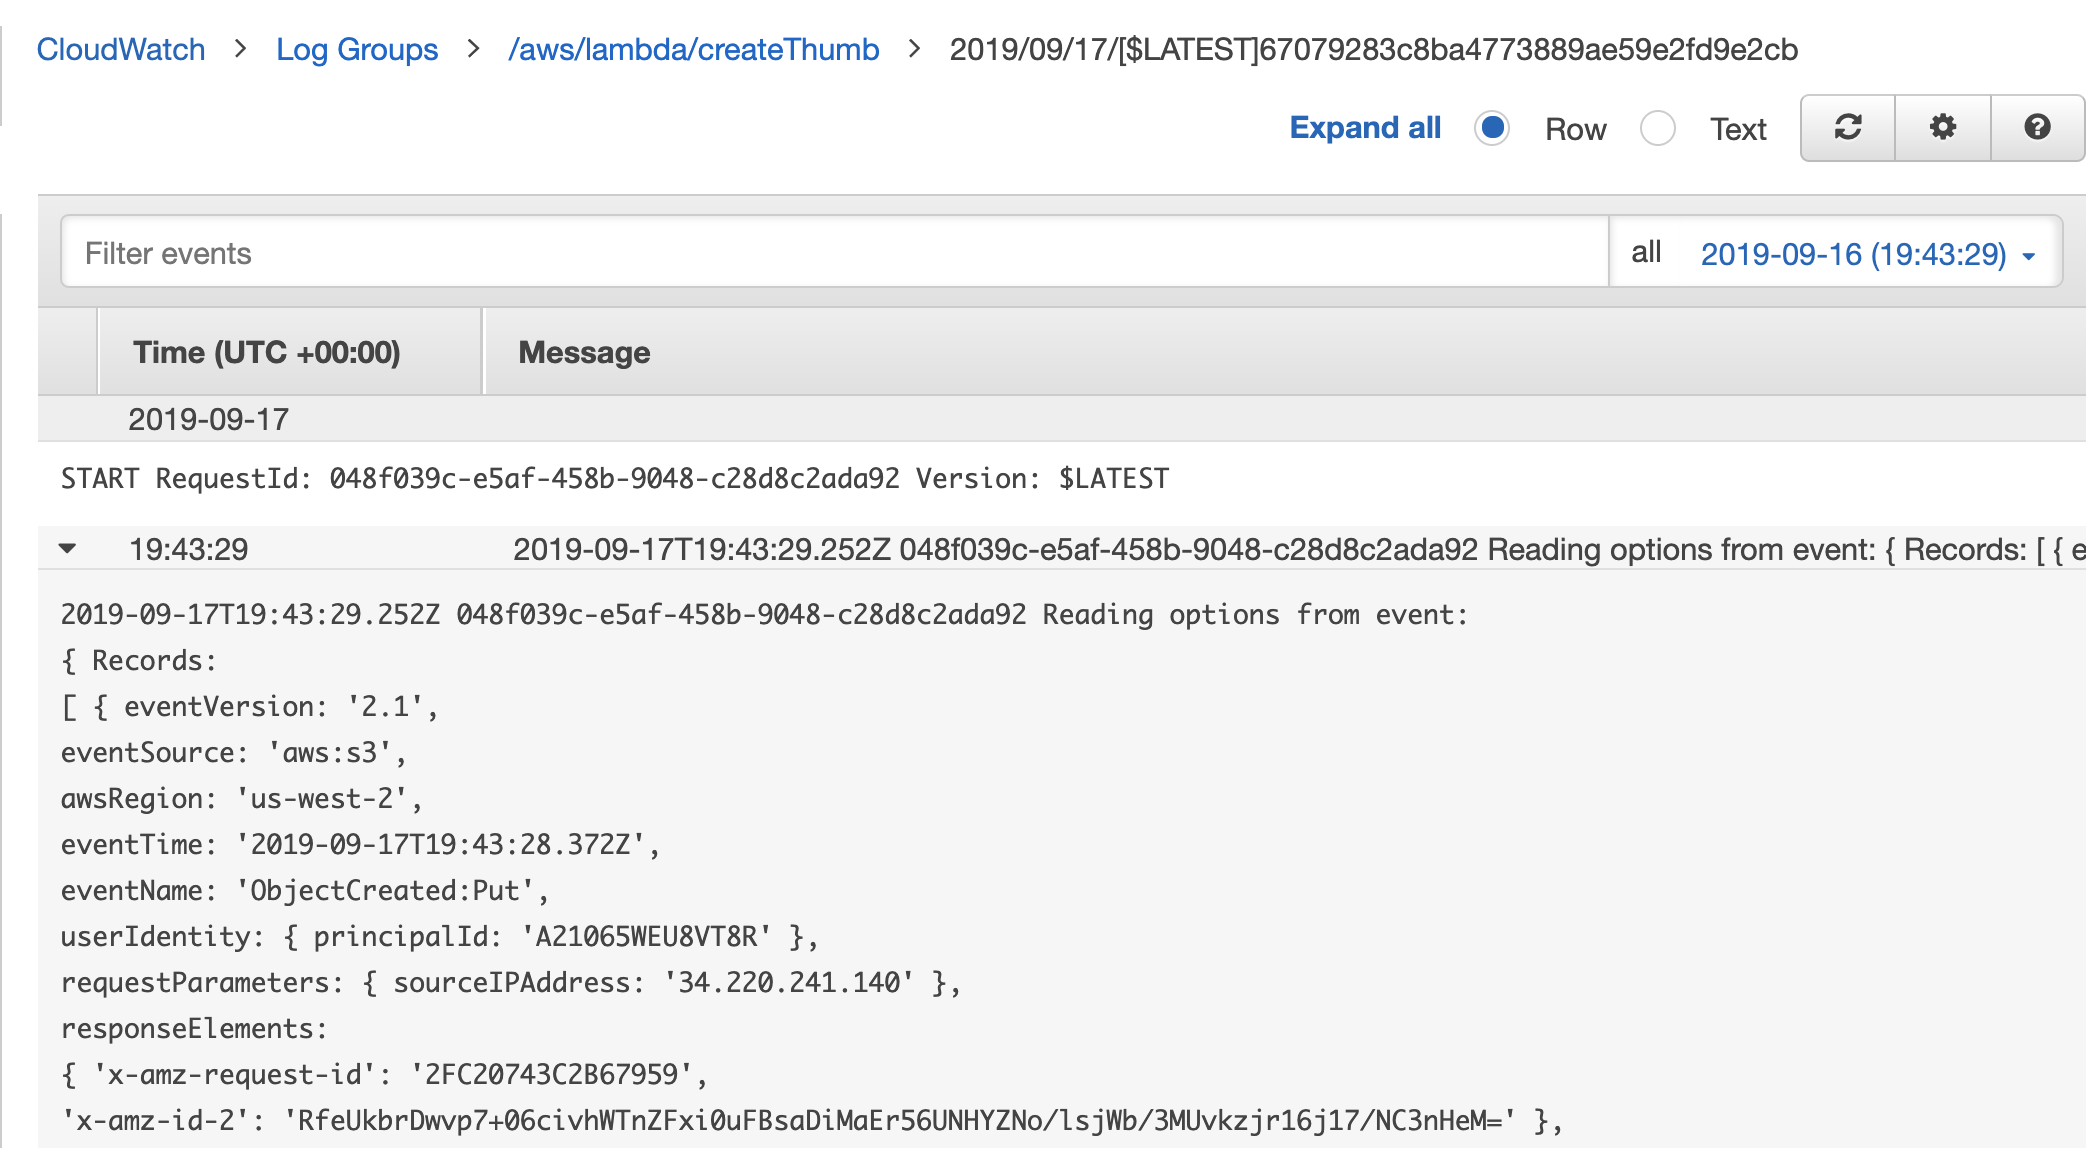 CloudWatch > Log Groups > /aws/lambda/createThumb > 2019/09/17/[$LATEST]67079283c8ba4773889ae59e2fd9e2cb
Expand all Row Text
Filter events all 2019-09-16 (19:43:29)
Time (UTC +00:00) Message
2019-09-17
START RequestId: 048f039c-e5af-458b-9048-c28d8c2ada92 Version: $LATEST
19:43:29 2019-09-17T19:43:29.252Z 048f039c-e5af-458b-9048-c28d8c2ada92 Reading options from event: { Records: [ { e
2019-09-17T19:43:29.252Z 048f039c-e5af-458b-9048-c28d8c2ada92 Reading options from event:
{ Records:
[ { eventVersion: '2.1',
eventSource: 'aws:s3',
awsRegion: 'us-west-2',
eventTime: '2019-09-17T19:43:28.372Z',
eventName: 'ObjectCreated:Put',
userIdentity: { principalId: 'A21065WEU8VT8R' },
requestParameters: { sourceIPAddress: '34.220.241.140' },
responseElements:
{ 'x-amz-request-id': '2FC20743C2B67959',
'x-amz-id-2': 'RfeUkbrDwvp7+06civhWTnZFxi0uFBsaDiMaEr56UNHYZNo/lsjWb/3MUvkzjr16j17/NC3nHeM=' },